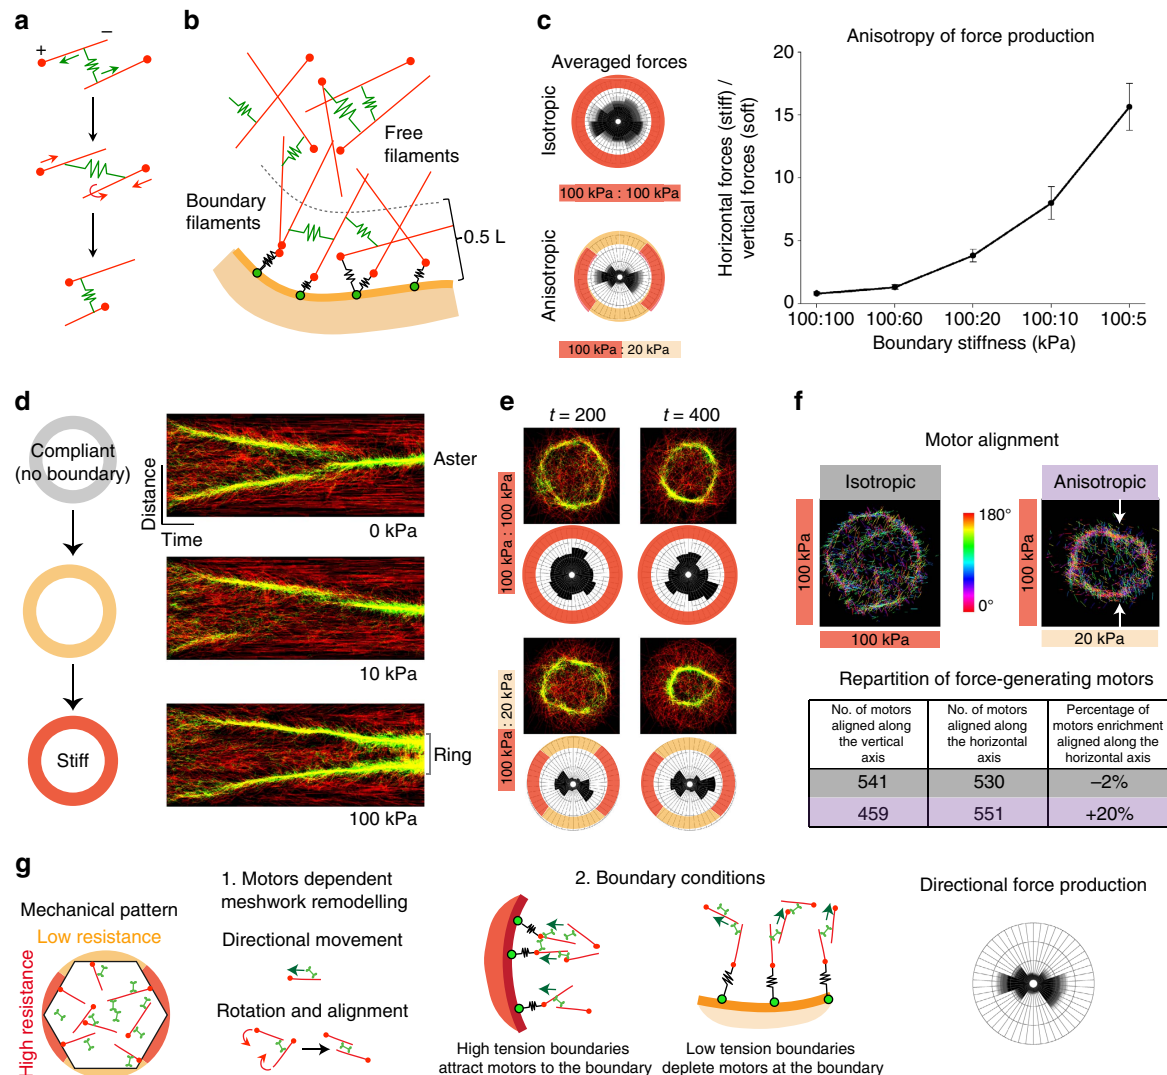 a
+
−
b
Free
filaments
Boundary
filaments
0.5 L
c
Averaged forces
Isotropic
100 kPa : 100 kPa
Anisotropic
100 kPa : 20 kPa
Anisotropy of force production
Horizontal forces (stiff) /
vertical forces (soft)
20
15
10
5
0
100:100
100:60
100:20
100:10
100:5
Boundary stiffness (kPa)
d
Compliant
(no boundary)
Stiff
Distance
Time
Aster
0 kPa
10 kPa
Ring
100 kPa
e
t = 200
t = 400
100 kPa : 100 kPa
100 kPa : 20 kPa
f
Motor alignment
Isotropic
Anisotropic
100 kPa
180°
0°
100 kPa
100 kPa
20 kPa
Repartition of force-generating motors
No. of motors
aligned along
the vertical
axis
No. of motors
aligned along
the horizontal
axis
Percentage of
motors enrichment
aligned along the
horizontal axis
541
530
–2%
459
551
+20%
g
Mechanical pattern
Low resistance
High resistance
1. Motors dependent
meshwork remodelling
Directional movement
Rotation and alignment
2. Boundary conditions
High tension boundaries
attract motors to the boundary
Low tension boundaries
deplete motors at the boundary
Directional force production